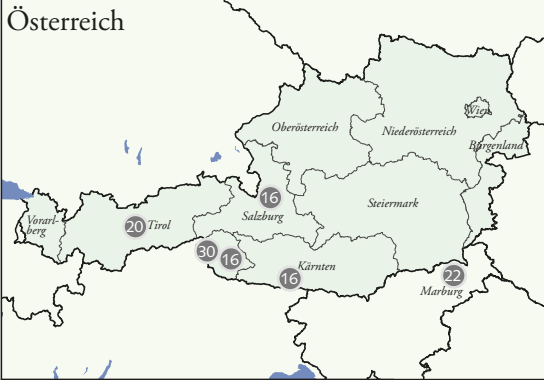 Österreich
Wien
Oberösterreich
Niederösterreich
Burgenland
16
Steiermark
Vorarl-
berg
20 Tirol
Salzburg
30
16
Kärnten
16
22
Marburg